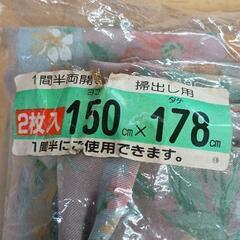 1間半両開 掃出し用
ヨコ タケ
2枚入 150cm×178cm
1間半にご使用できます。